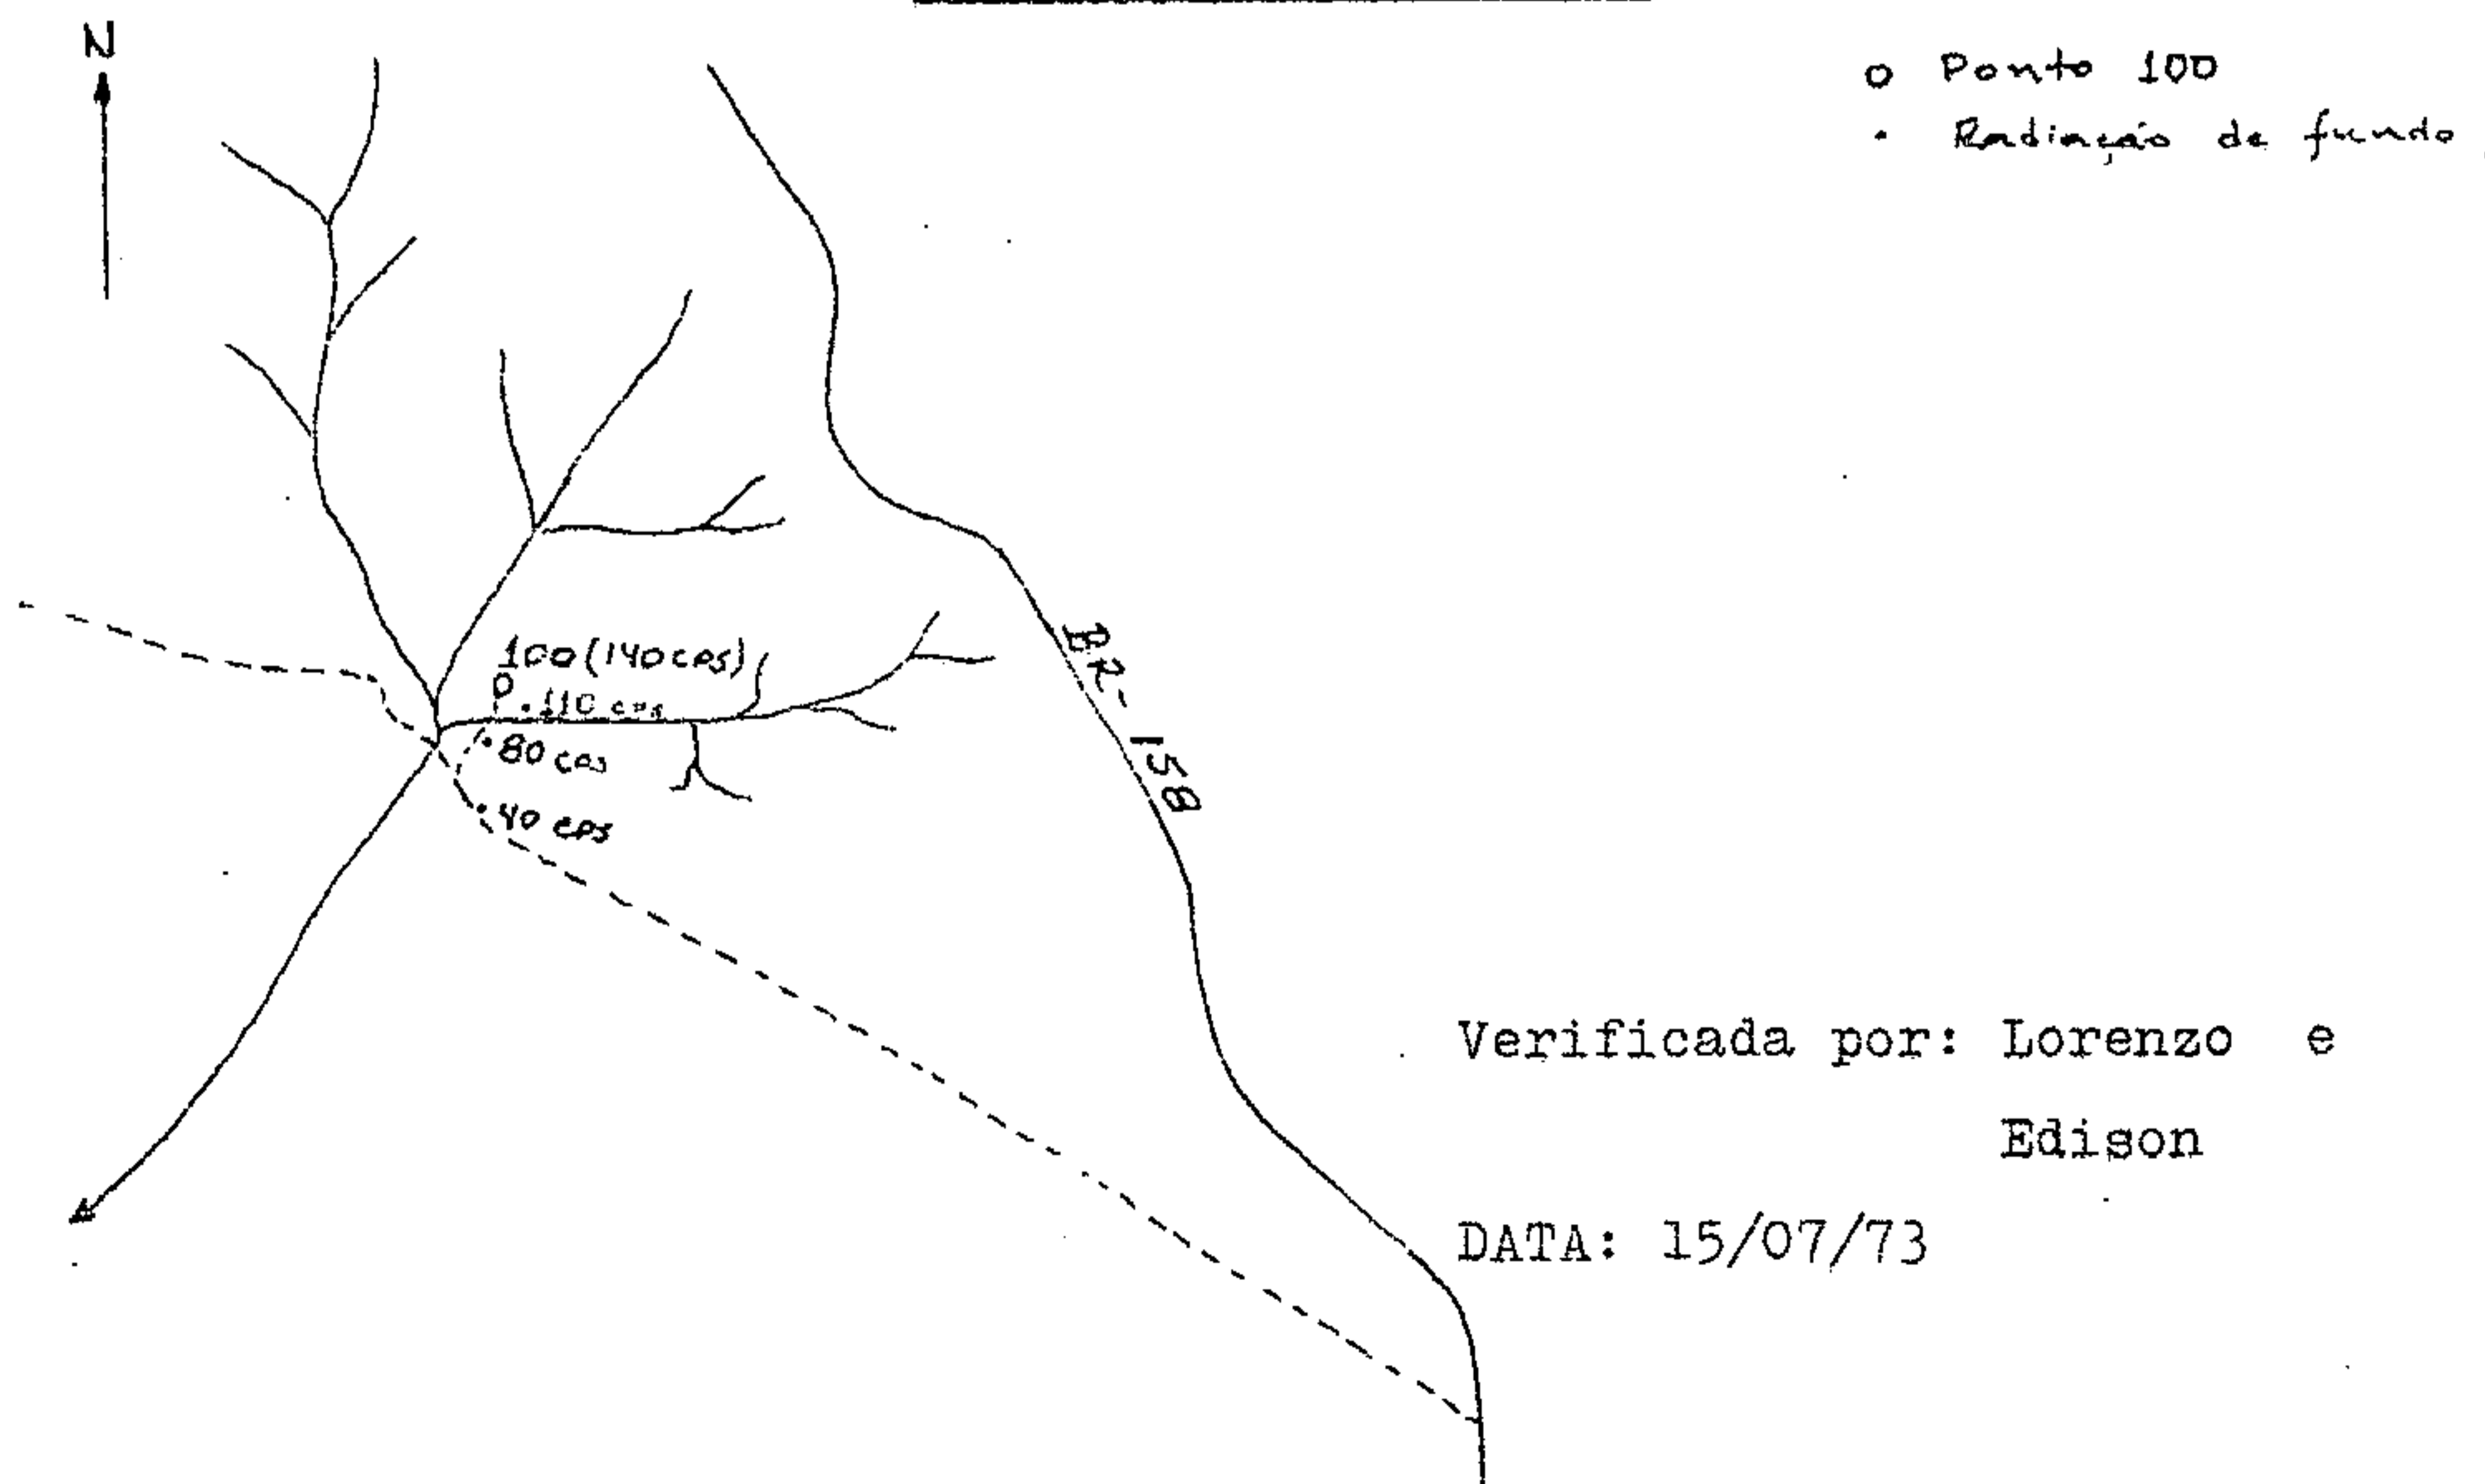 N
o Ponto 100
• Radiação de fundo
100 (140 cps)
. 110 cps
. 80 cps
. 40 cps
BR-158
Verificada por: Lorenzo e
Edison
DATA: 15/07/73